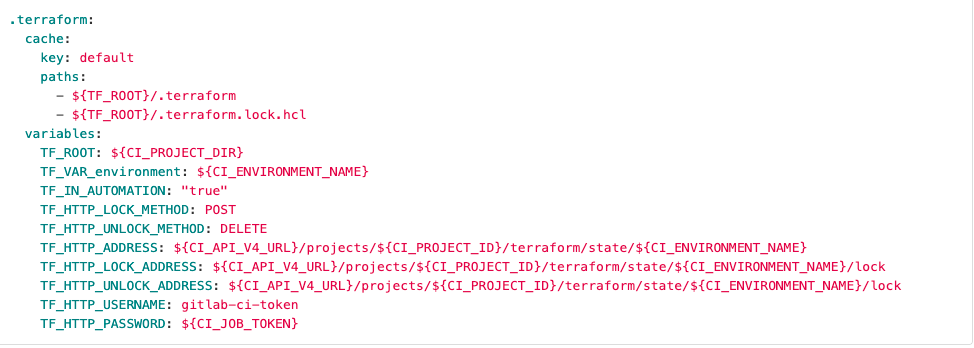 .terraform:
  cache:
    key: default
    paths:
      - ${TF_ROOT}/.terraform
      - ${TF_ROOT}/.terraform.lock.hcl
  variables:
    TF_ROOT: ${CI_PROJECT_DIR}
    TF_VAR_environment: ${CI_ENVIRONMENT_NAME}
    TF_IN_AUTOMATION: "true"
    TF_HTTP_LOCK_METHOD: POST
    TF_HTTP_UNLOCK_METHOD: DELETE
    TF_HTTP_ADDRESS: ${CI_API_V4_URL}/projects/${CI_PROJECT_ID}/terraform/state/${CI_ENVIRONMENT_NAME}
    TF_HTTP_LOCK_ADDRESS: ${CI_API_V4_URL}/projects/${CI_PROJECT_ID}/terraform/state/${CI_ENVIRONMENT_NAME}/lock
    TF_HTTP_UNLOCK_ADDRESS: ${CI_API_V4_URL}/projects/${CI_PROJECT_ID}/terraform/state/${CI_ENVIRONMENT_NAME}/lock
    TF_HTTP_USERNAME: gitlab-ci-token
    TF_HTTP_PASSWORD: ${CI_JOB_TOKEN}